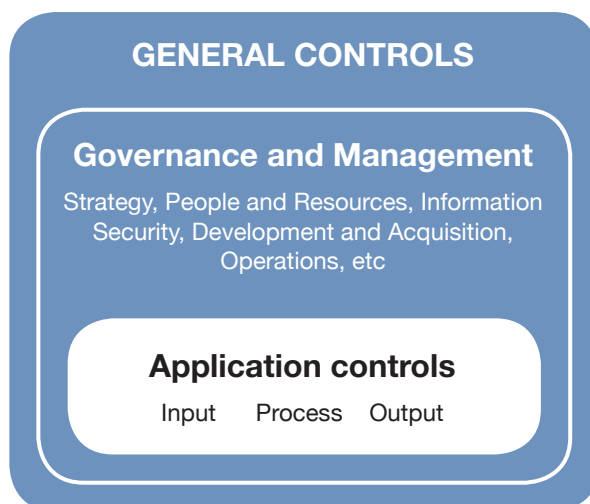 GENERAL CONTROLS
Governance and Management
Strategy, People and Resources, Information
Security, Development and Acquisition,
Operations, etc
Application controls
Input Process Output